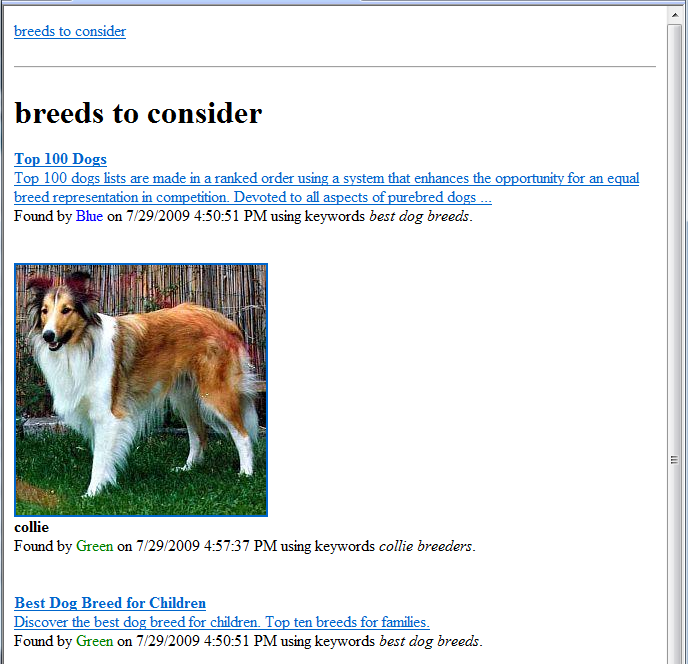 breeds to consider
breeds to consider
Top 100 Dogs
Top 100 dogs lists are made in a ranked order using a system that enhances the opportunity for an equal
breed representation in competition. Devoted to all aspects of purebred dogs ...
Found by Blue on 7/29/2009 4:50:51 PM using keywords best dog breeds.
collie
Found by Green on 7/29/2009 4:57:37 PM using keywords collie breeders.
Best Dog Breed for Children
Discover the best dog breed for children. Top ten breeds for families.
Found by Green on 7/29/2009 4:50:51 PM using keywords best dog breeds.